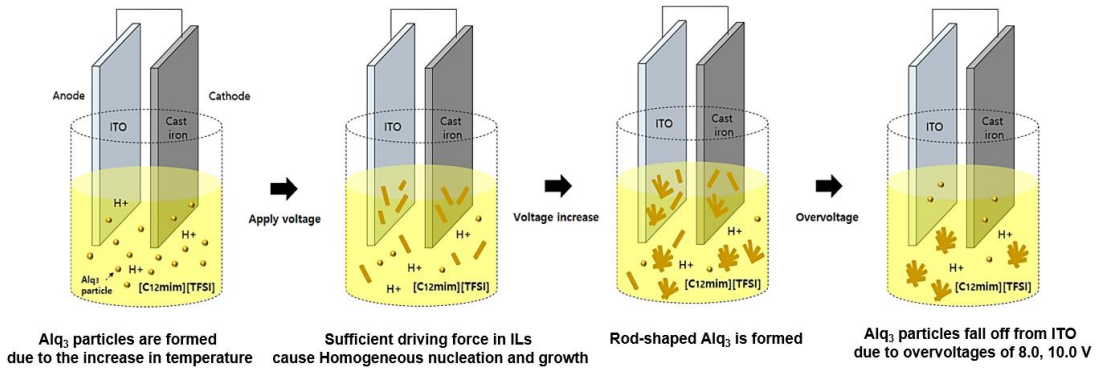 Anode
Cathode
ITO
Cast
iron
H+
H+
H+
Alq3
particle
[C12mim][TFSI]
Apply voltage
ITO
Cast
iron
H+
H+
H+
[C12mim][TFSI]
Voltage increase
ITO
Cast
iron
H+
H+
[C12mim][TFSI]
Overvoltage
ITO
Cast
iron
H+
H+
[C12mim][TFSI]
Alq3 particles are formed
due to the increase in temperature
Sufficient driving force in ILs
cause Homogeneous nucleation and growth
Rod-shaped Alq3 is formed
Alq3 particles fall off from ITO
due to overvoltages of 8.0, 10.0 V